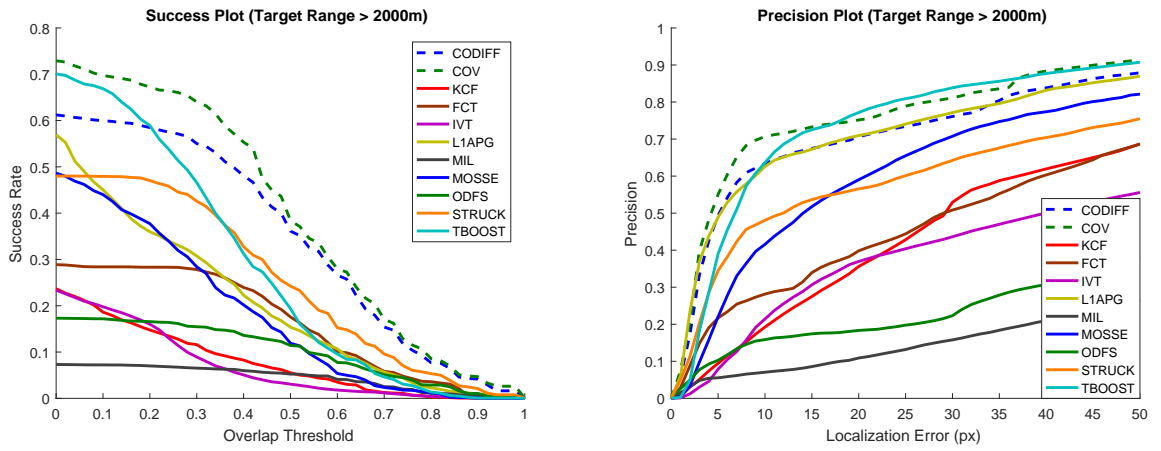 Success Plot (Target Range > 2000m)
0.8
0.7
0.6
0.5
0.4
0.3
0.2
0.1
0
Success Rate
0 0.1 0.2 0.3 0.4 0.5 0.6 0.7 0.8 0.9 1
Overlap Threshold
CODIFF
COV
KCF
FCT
IVT
L1APG
MIL
MOSSE
ODFS
STRUCK
TBOOST
Precision Plot (Target Range > 2000m)
1
0.9
0.8
0.7
0.6
0.5
0.4
0.3
0.2
0.1
0
Precision
0 5 10 15 20 25 30 35 40 45 50
Localization Error (px)
CODIFF
COV
KCF
FCT
IVT
L1APG
MIL
MOSSE
ODFS
STRUCK
TBOOST